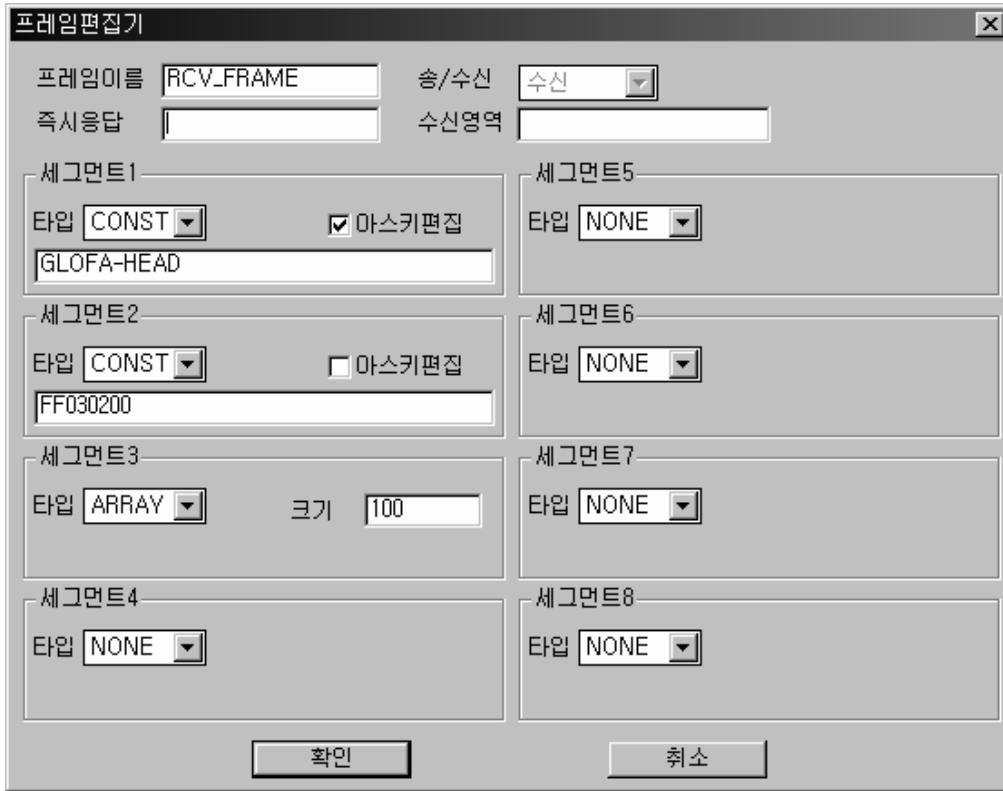 프레임편집기
프레임이름 RCV_FRAME 송/수신 수신
즉시응답 수신영역
세그먼트1
타입 CONST 아스키편집
GLOFA-HEAD
세그먼트2
타입 CONST 아스키편집
FF030200
세그먼트3
타입 ARRAY 크기 100
세그먼트4
타입 NONE
세그먼트5
타입 NONE
세그먼트6
타입 NONE
세그먼트7
타입 NONE
세그먼트8
타입 NONE
확인 취소